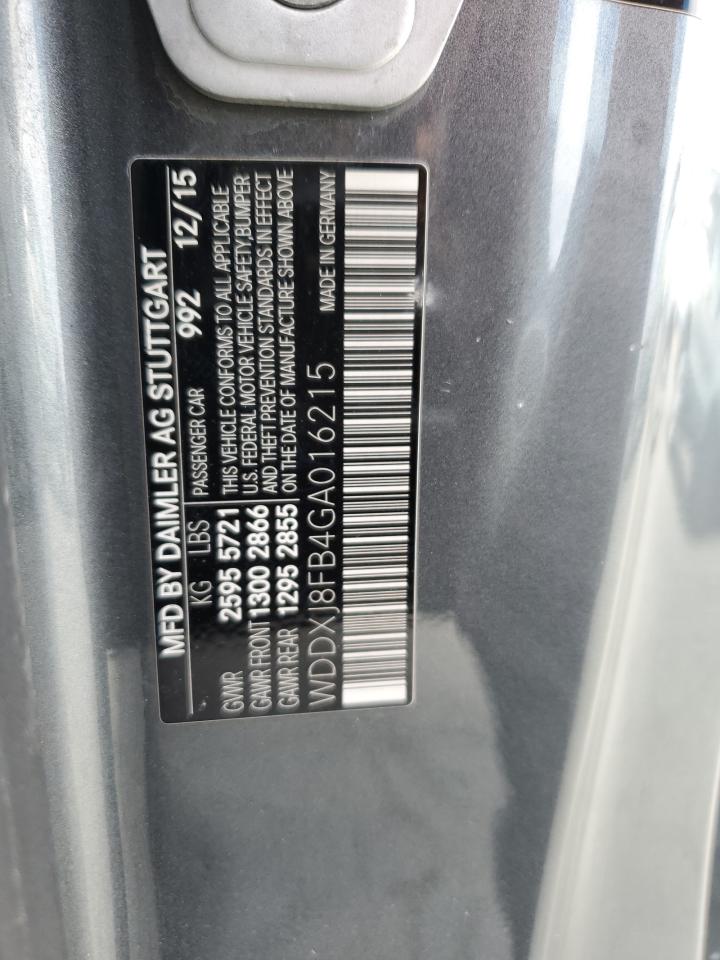 MFD BY DAIMLER AG STUTTGART
KG LBS PASSENGER CAR 992 12/15
GVWR 2595 5721 THIS VEHICLE CONFORMS TO ALL APPLICABLE
GAWR FRONT 1300 2866 U.S. FEDERAL MOTOR VEHICLE SAFETY BUMPER
GAWR REAR 1295 2855 AND THEFT PREVENTION STANDARDS IN EFFECT
ON THE DATE OF MANUFACTURE SHOWN ABOVE
WDDXJ8FB4GA016215 MADE IN GERMANY